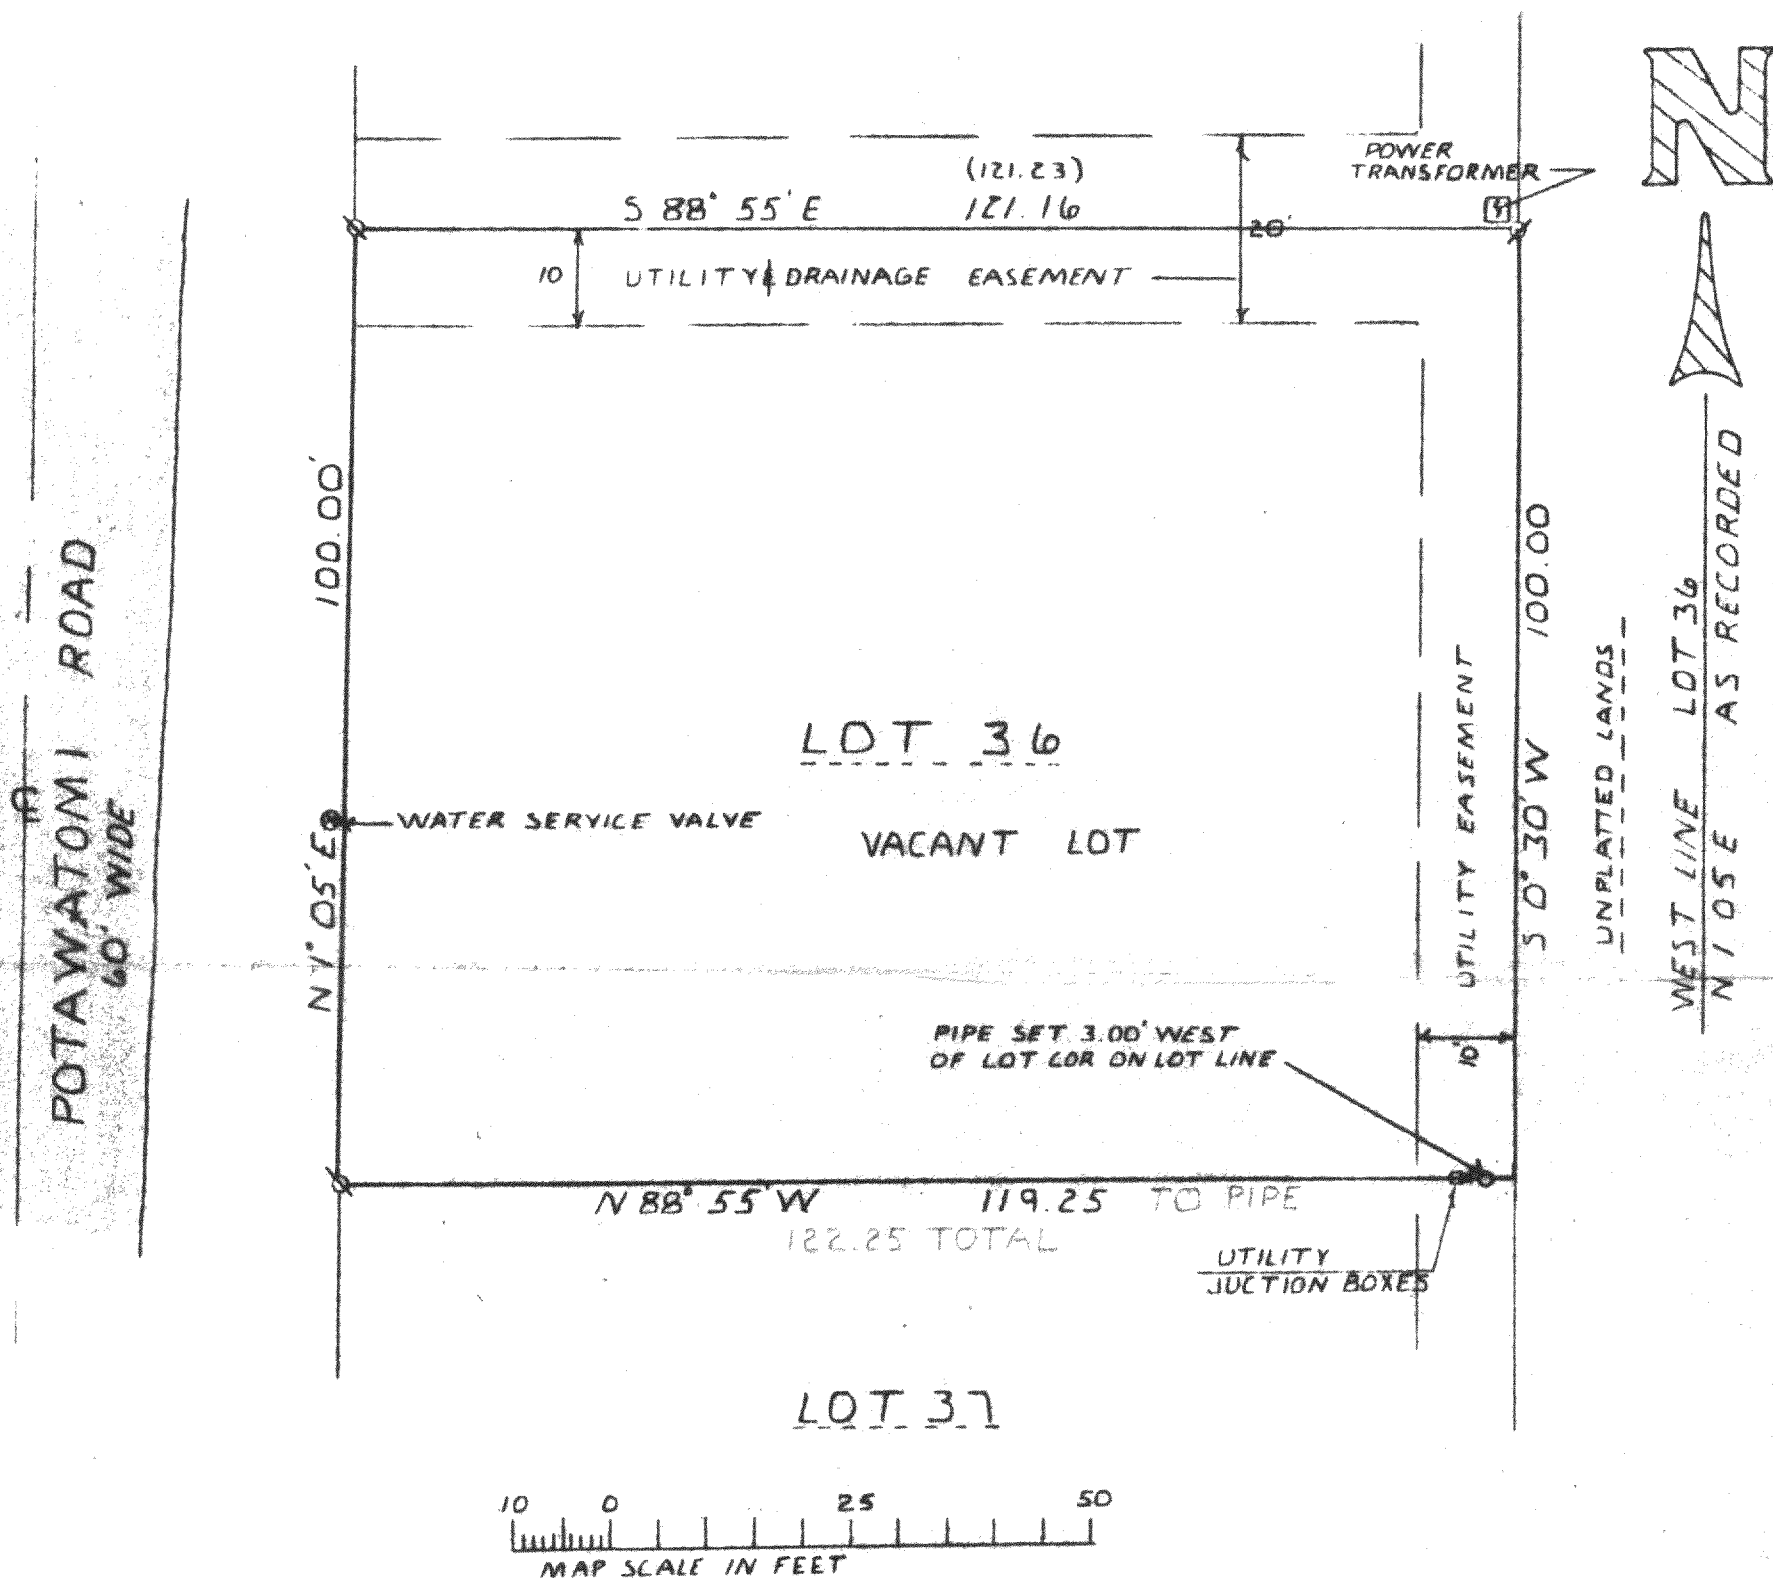 N
POWER
TRANSFORMER
(121.23)
S 88° 55' E 121.16
20'
10 UTILITY & DRAINAGE EASEMENT
100.00'
N 1° 05' E
WATER SERVICE VALVE
POTAWATOMI ROAD
60' WIDE
LOT 36
VACANT LOT
UTILITY EASEMENT
100.00
S 0° 30' W
UNPLATTED LANDS
WEST LINE LOT 36
N 1 05 E AS RECORDED
PIPE SET 3.00' WEST
OF LOT COR ON LOT LINE
10'
N 88° 55' W 119.25 TO PIPE
122.25 TOTAL
UTILITY
JUCTION BOXES
LOT 37
10 0 25 50
MAP SCALE IN FEET